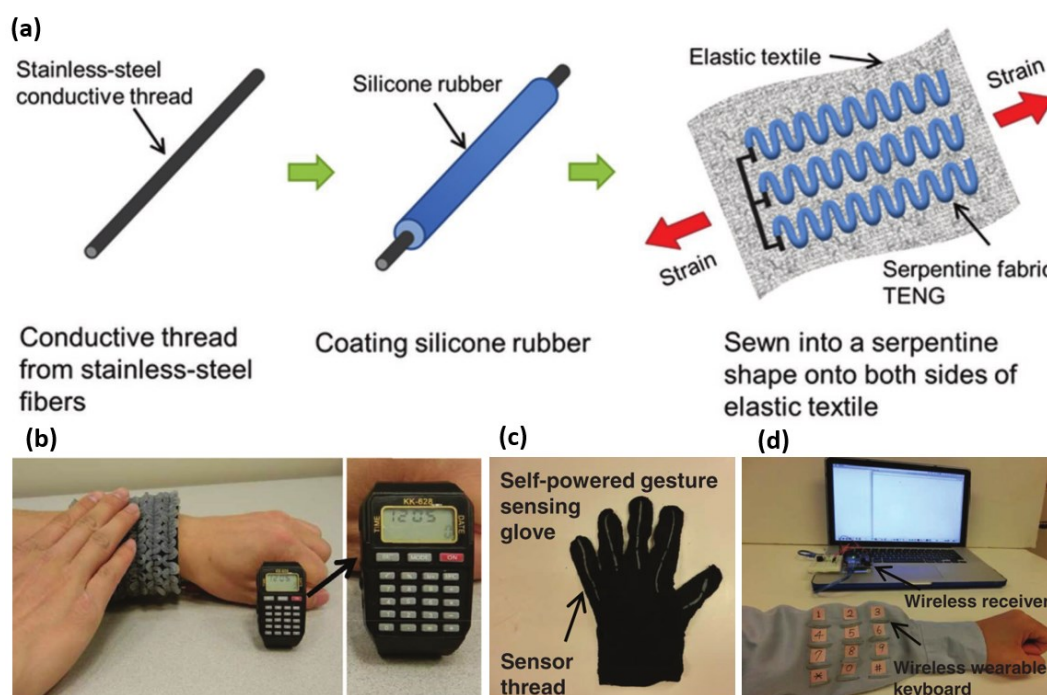 (a)
Stainless-steel
conductive thread
Silicone rubber
Elastic textile
Strain
Strain
Serpentine fabric
TENG
Conductive thread
from stainless-steel
fibers
Coating silicone rubber
Sewn into a serpentine
shape onto both sides of
elastic textile
(b)
KK-828
TIME
DATE
1205
MODE
ON
(c)
Self-powered gesture
sensing
glove
Sensor
thread
(d)
Wireless receiver
1 2 3
4 5 6
7 8 9
* 0 #
Wireless wearable
keyboard